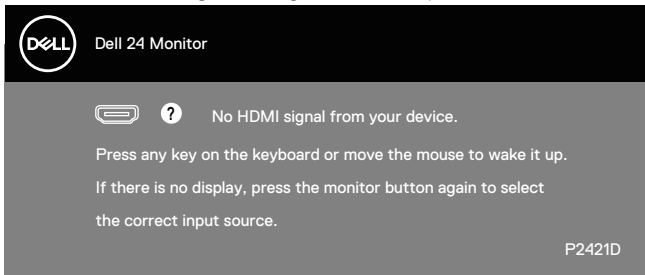 DELL
Dell 24 Monitor
? No HDMI signal from your device.
Press any key on the keyboard or move the mouse to wake it up.
If there is no display, press the monitor button again to select
the correct input source.
P2421D